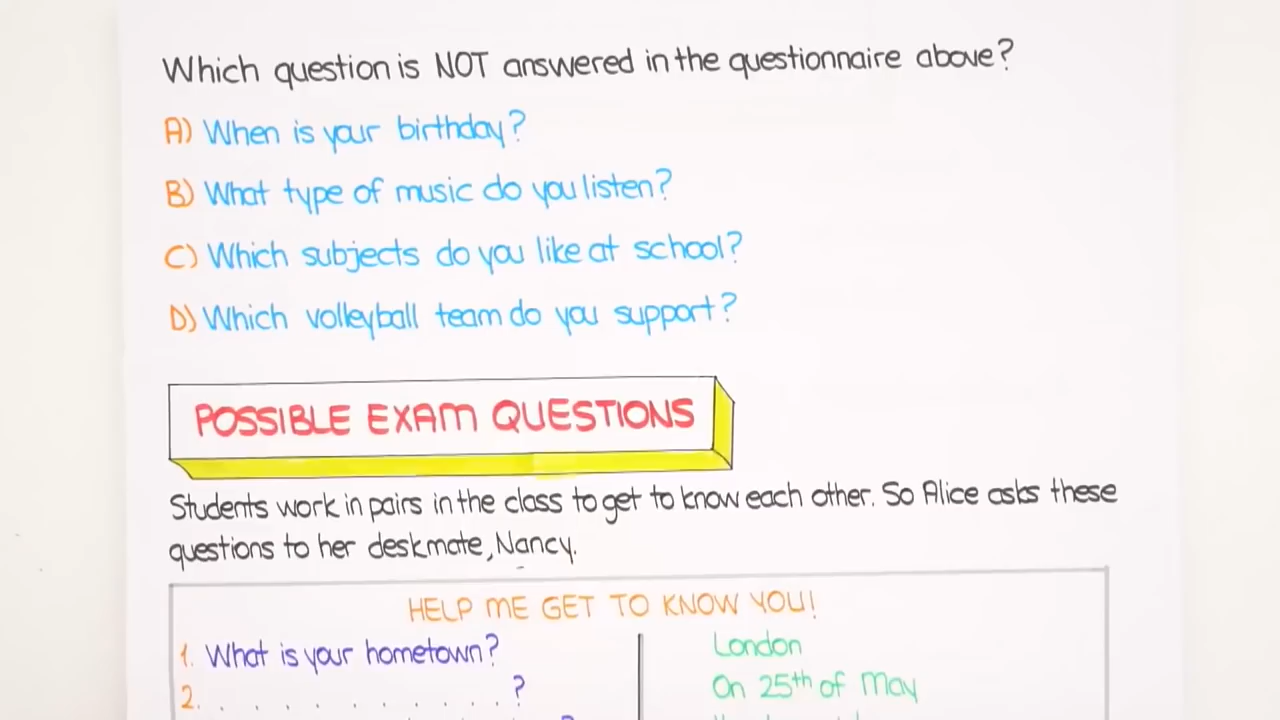 Which question is NOT answered in the questionnaire above?
A) When is your birthday?
B) What type of music do you listen?
C) Which subjects do you like at school?
D) Which volleyball team do you support?
POSSIBLE EXAM QUESTIONS
Students work in pairs in the class to get to know each other. So Alice asks these
questions to her deskmate, Nancy.
HELP ME GET TO KNOW YOU!
1. What is your hometown? London
2. . . . . . . . . . . . ? On 25th of May